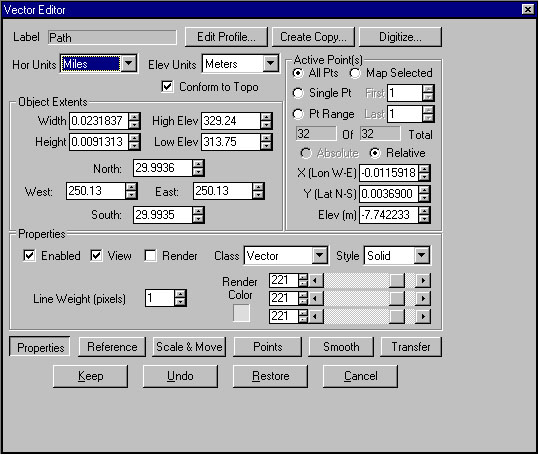 Vector Editor
Label Path Edit Profile... Create Copy... Digitize...
Hor Units Miles Elev Units Meters
Conform to Topo
Active Point(s)
All Pts Map Selected
Single Pt First 1
Pt Range Last 1
32 Of 32 Total
Absolute Relative
X (Lon W-E) -0.0115918
Y (Lat N-S) 0.0036900
Elev (m) -7.742233
Object Extents
Width 0.0231837 High Elev 329.24
Height 0.0091313 Low Elev 313.75
North: 29.9936
West: 250.13 East: 250.13
South: 29.9935
Properties
Enabled View Render Class Vector Style Solid
Line Weight (pixels) 1
Render Color
221
221
221
Properties Reference Scale & Move Points Smooth Transfer
Keep Undo Restore Cancel